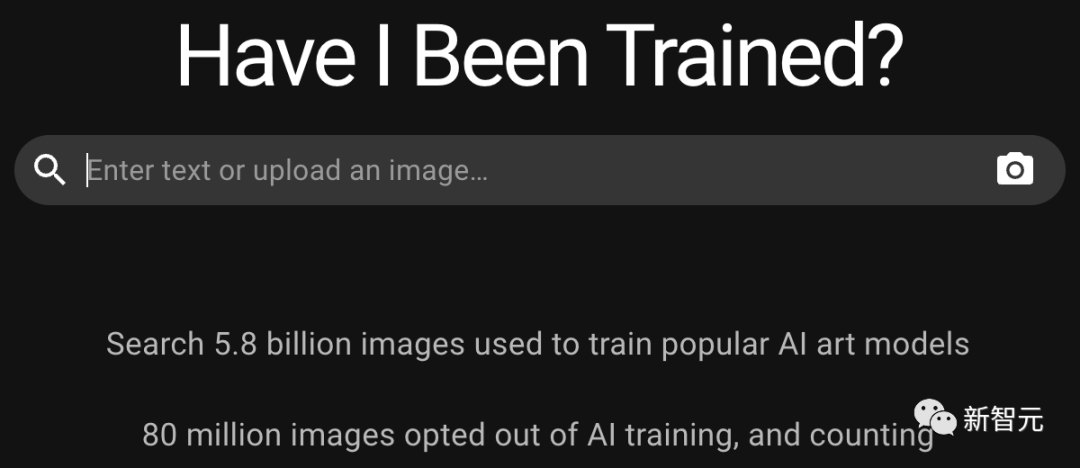 Have I Been Trained?
Enter text or upload an image...
Search 5.8 billion images used to train popular AI art models
80 million images opted out of AI training, and counting
新智元